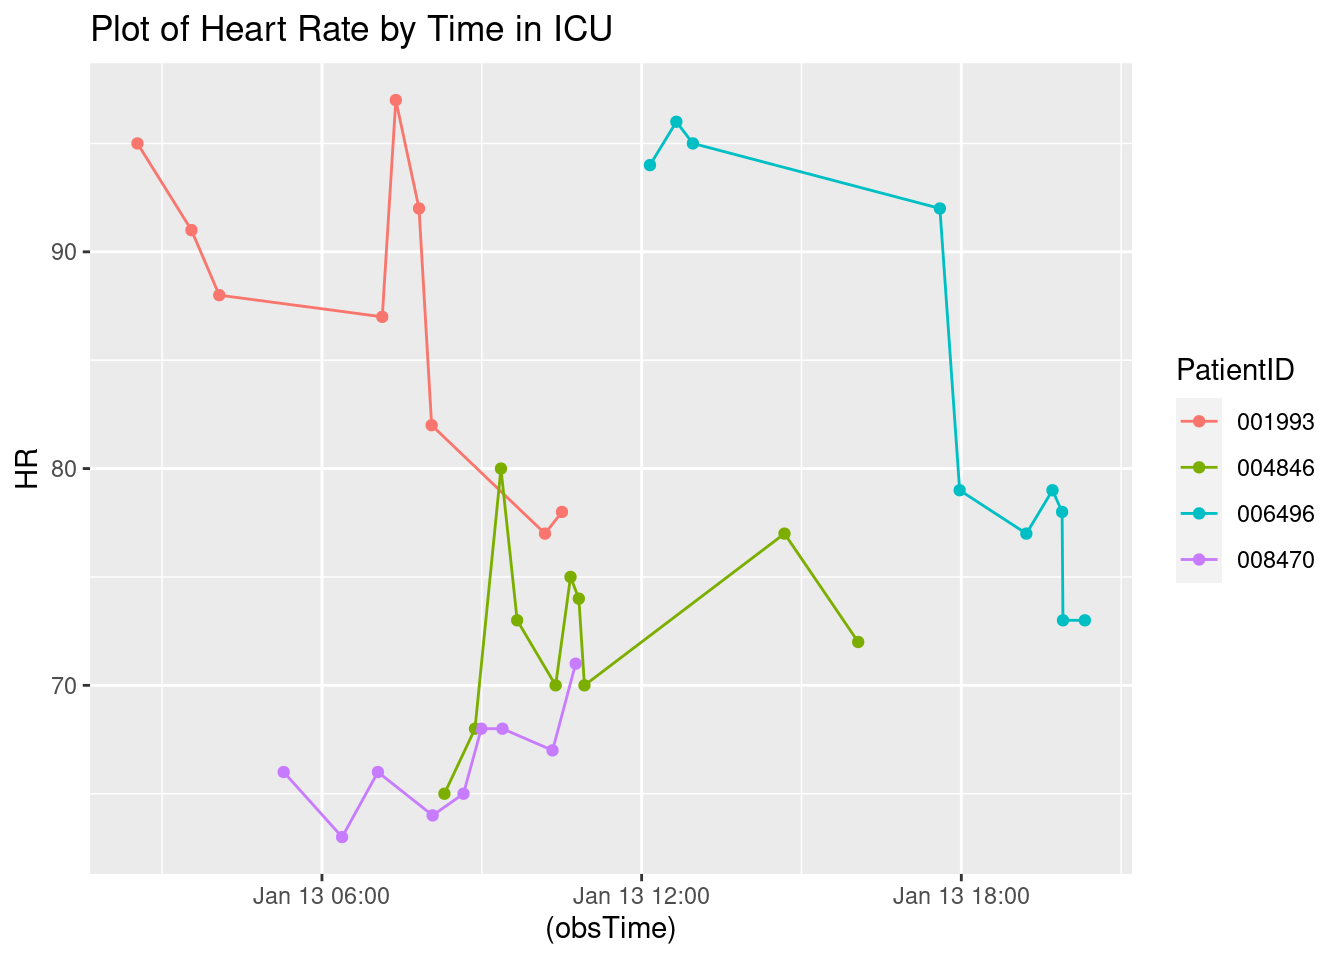 Plot of Heart Rate by Time in ICU
HR
90
80
70
Jan 13 06:00
Jan 13 12:00
Jan 13 18:00
(obsTime)
PatientID
001993
004846
006496
008470